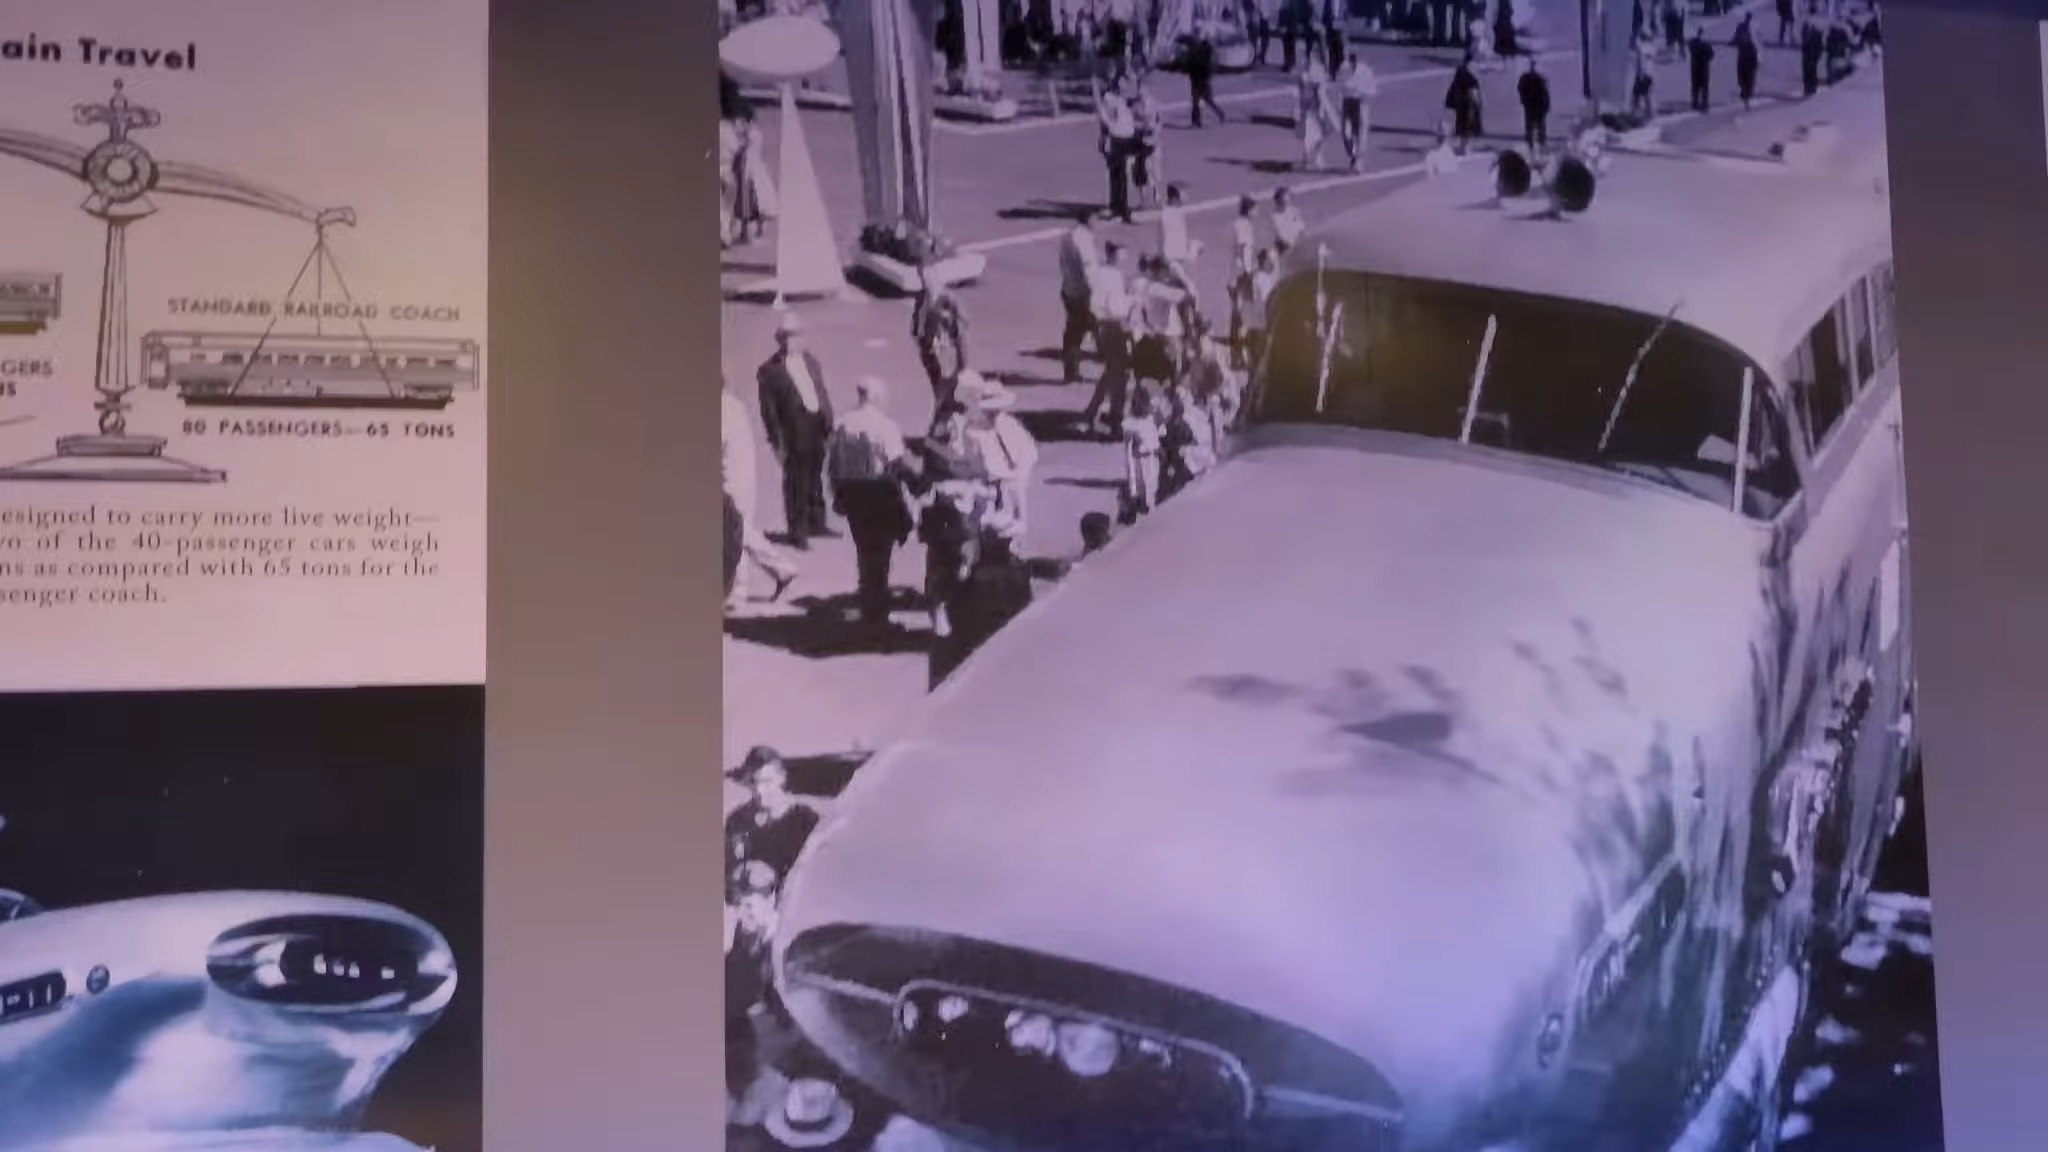 ain Travel
STANDARD RAILROAD COACH
GERS
80 PASSENGERS—65 TONS
esigned to carry more live weight—
of the 40-passenger cars weigh
ns as compared with 65 tons for the
senger coach.